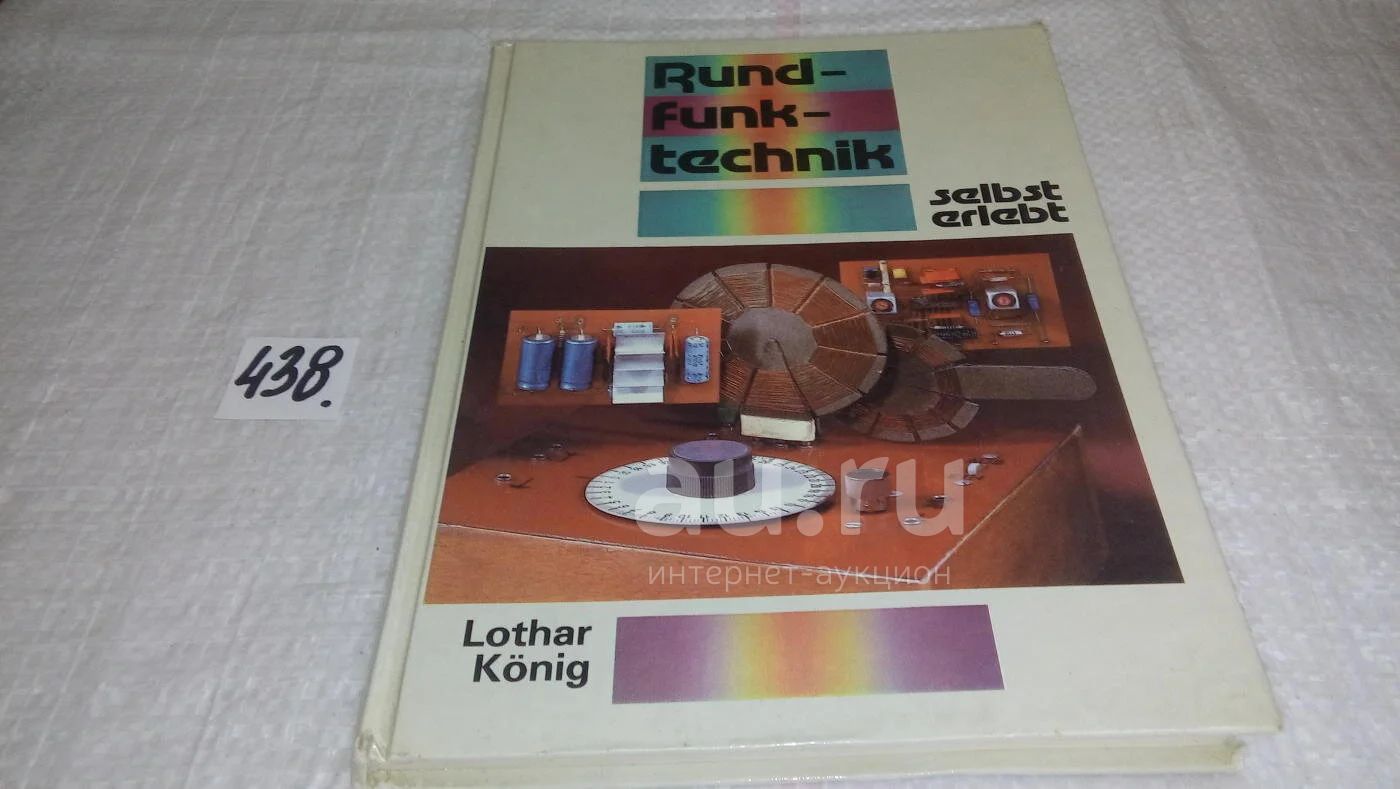 Rund-
funk-
technik
selbst
erlebt
438.
au.ru
интернет-аукцион
Lothar
König